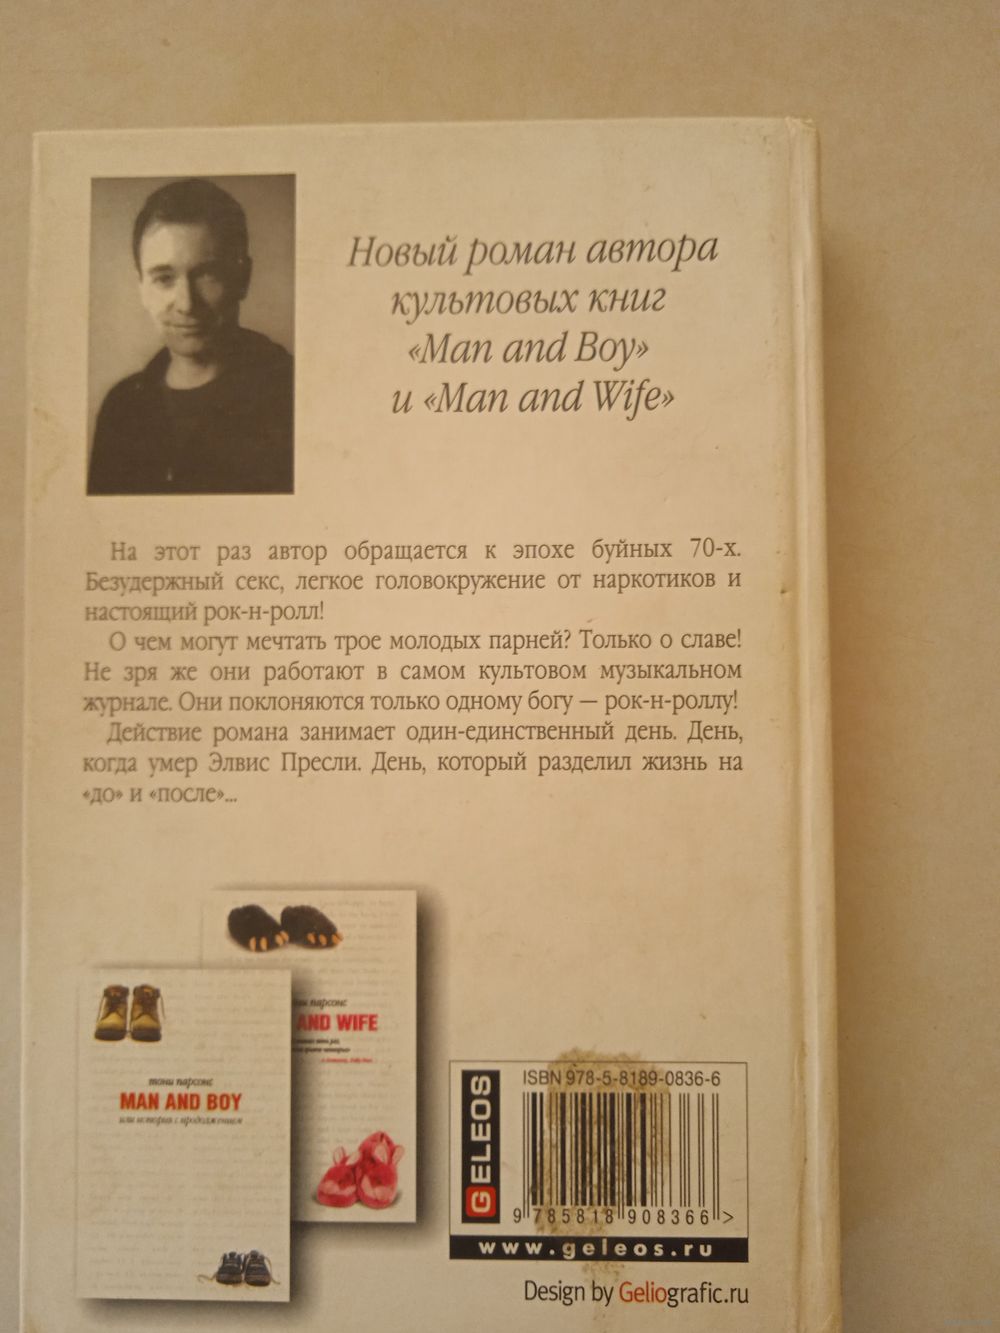 Новый роман автора
культовых книг
«Man and Boy»
и «Man and Wife»
На этот раз автор обращается к эпохе буйных 70-х.
Безудержный секс, легкое головокружение от наркотиков и
настоящий рок-н-ролл!
О чем могут мечтать трое молодых парней? Только о славе!
Не зря же они работают в самом культовом музыкальном
журнале. Они поклоняются только одному богу — рок-н-роллу!
Действие романа занимает один-единственный день. День,
когда умер Элвис Пресли. День, который разделил жизнь на
«до» и «после»...
парсонс
AND WIFE
тони парсонс
MAN AND BOY
или история с продолжением
GELEOS
ISBN 978-5-8189-0836-6
9 785818 908366 >
www.geleos.ru
Design by Geliografic.ru